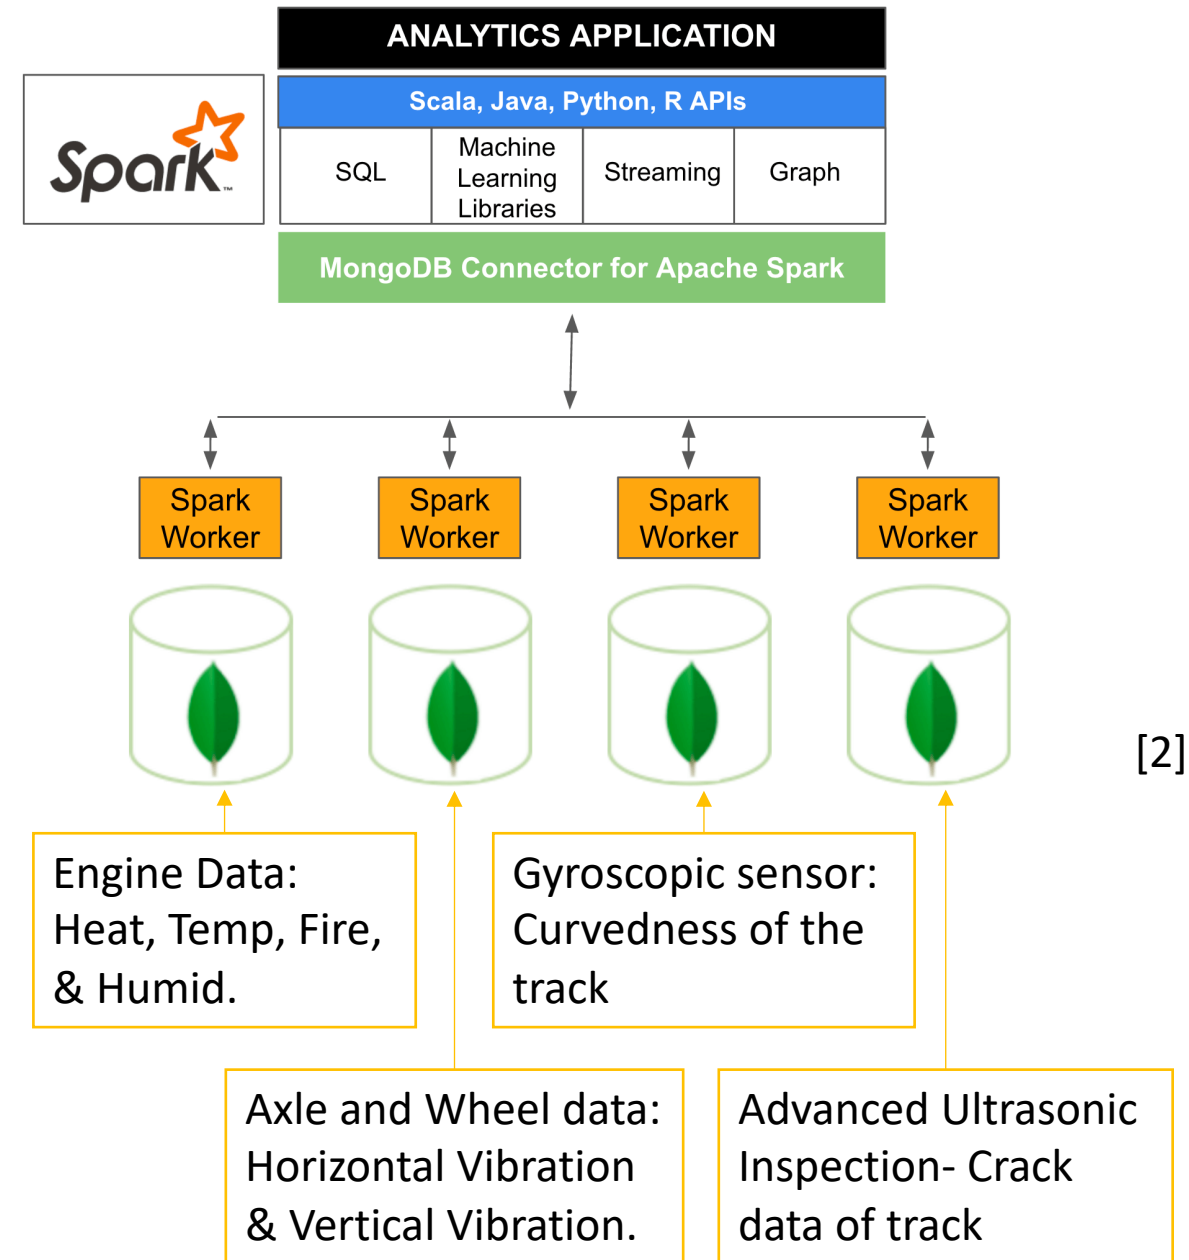 ANALYTICS APPLICATION
Spark™
Scala, Java, Python, R APIs
SQL
Machine
Learning
Libraries
Streaming
Graph
MongoDB Connector for Apache Spark
Spark
Worker
Spark
Worker
Spark
Worker
Spark
Worker
[2]
Engine Data:
Heat, Temp, Fire,
& Humid.
Gyroscopic sensor:
Curvedness of the
track
Axle and Wheel data:
Horizontal Vibration
& Vertical Vibration.
Advanced Ultrasonic
Inspection- Crack
data of track